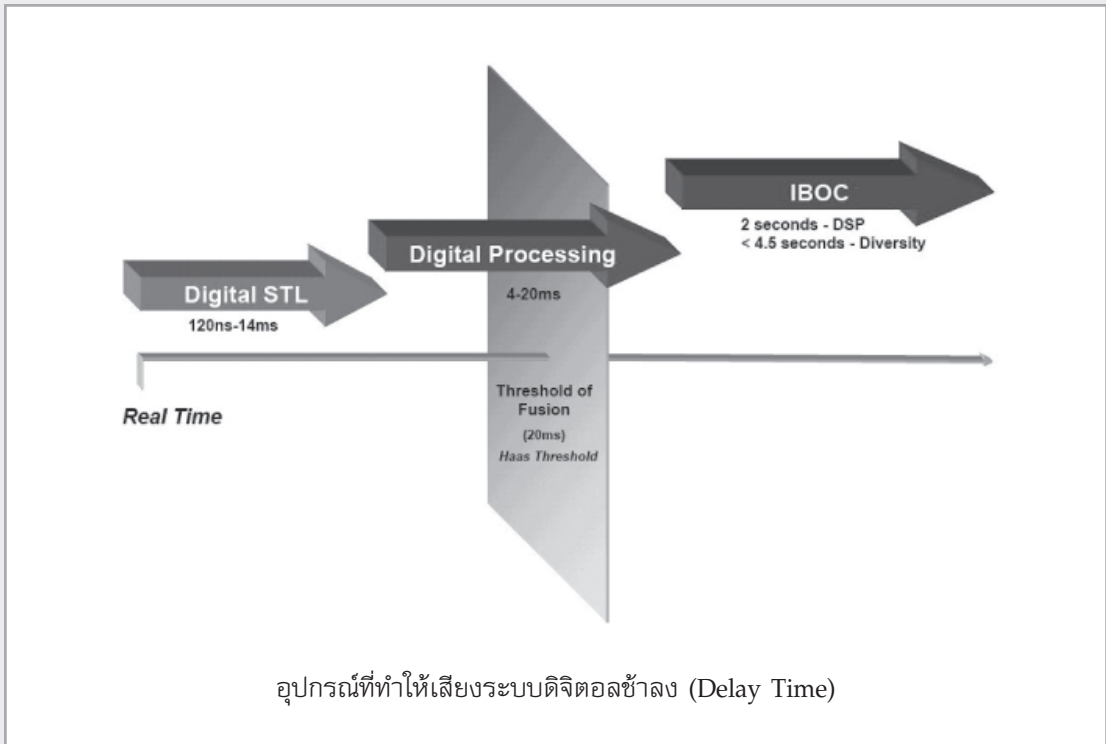 IBOC
2 seconds - DSP
< 4.5 seconds - Diversity
Digital Processing
4-20ms
Digital STL
120ns-14ms
Real Time
Threshold of
Fusion
(20ms)
Haas Threshold
อุปกรณ์ที่ทำให้เสียงระบบดิจิตอลช้าลง (Delay Time)